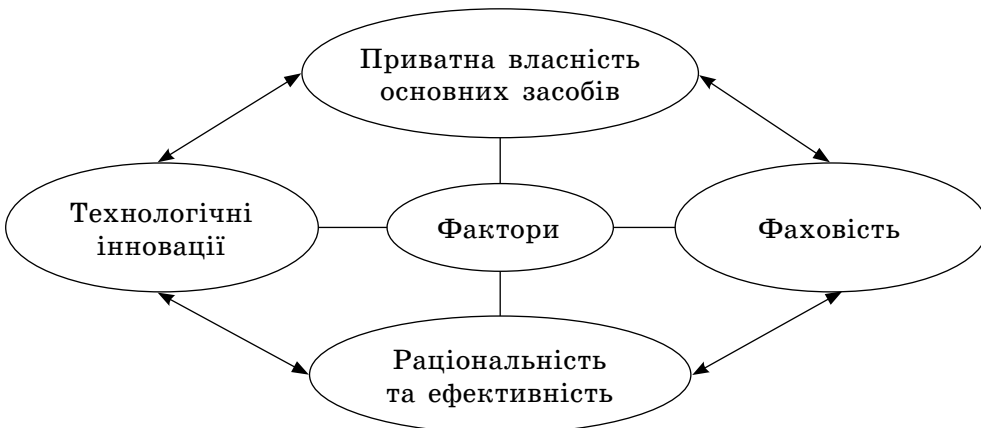 Приватна власність
основних засобів
Технологічні
інновації
Фактори
Фаховість
Раціональність
та ефективність